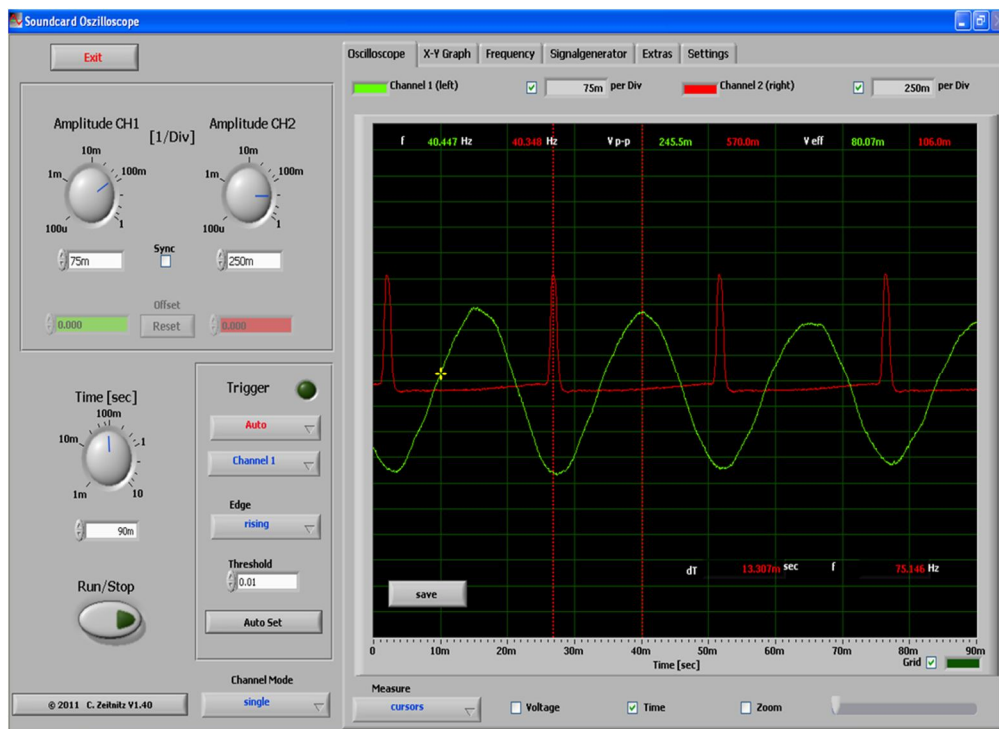 Soundcard Oszilloscope
Exit
Amplitude CH1
[1/Div]
Amplitude CH2
10m
1m
100m
100u
1
10m
1m
100m
100u
1
75m
Sync
250m
Offset
0.000
Reset
0.000
Time [sec]
100m
10m
1
1m
10
90m
Run/Stop
Trigger
Auto
Channel 1
Edge
rising
Threshold
0.01
Auto Set
Channel Mode
single
© 2011 C. Zeitnitz V1.40
Oscilloscope X-Y Graph Frequency Signalgenerator Extras Settings
Channel 1 (left) 75m per Div Channel 2 (right) 250m per Div
f 40.447 Hz 40.348 Hz V p-p 245.5m 570.0m V eff 80.07m 106.0m
dT 13.307m sec f 75.146 Hz
save
0 10m 20m 30m 40m 50m 60m 70m 80m 90m
Time [sec]
Grid
Measure
cursors
Voltage Time Zoom